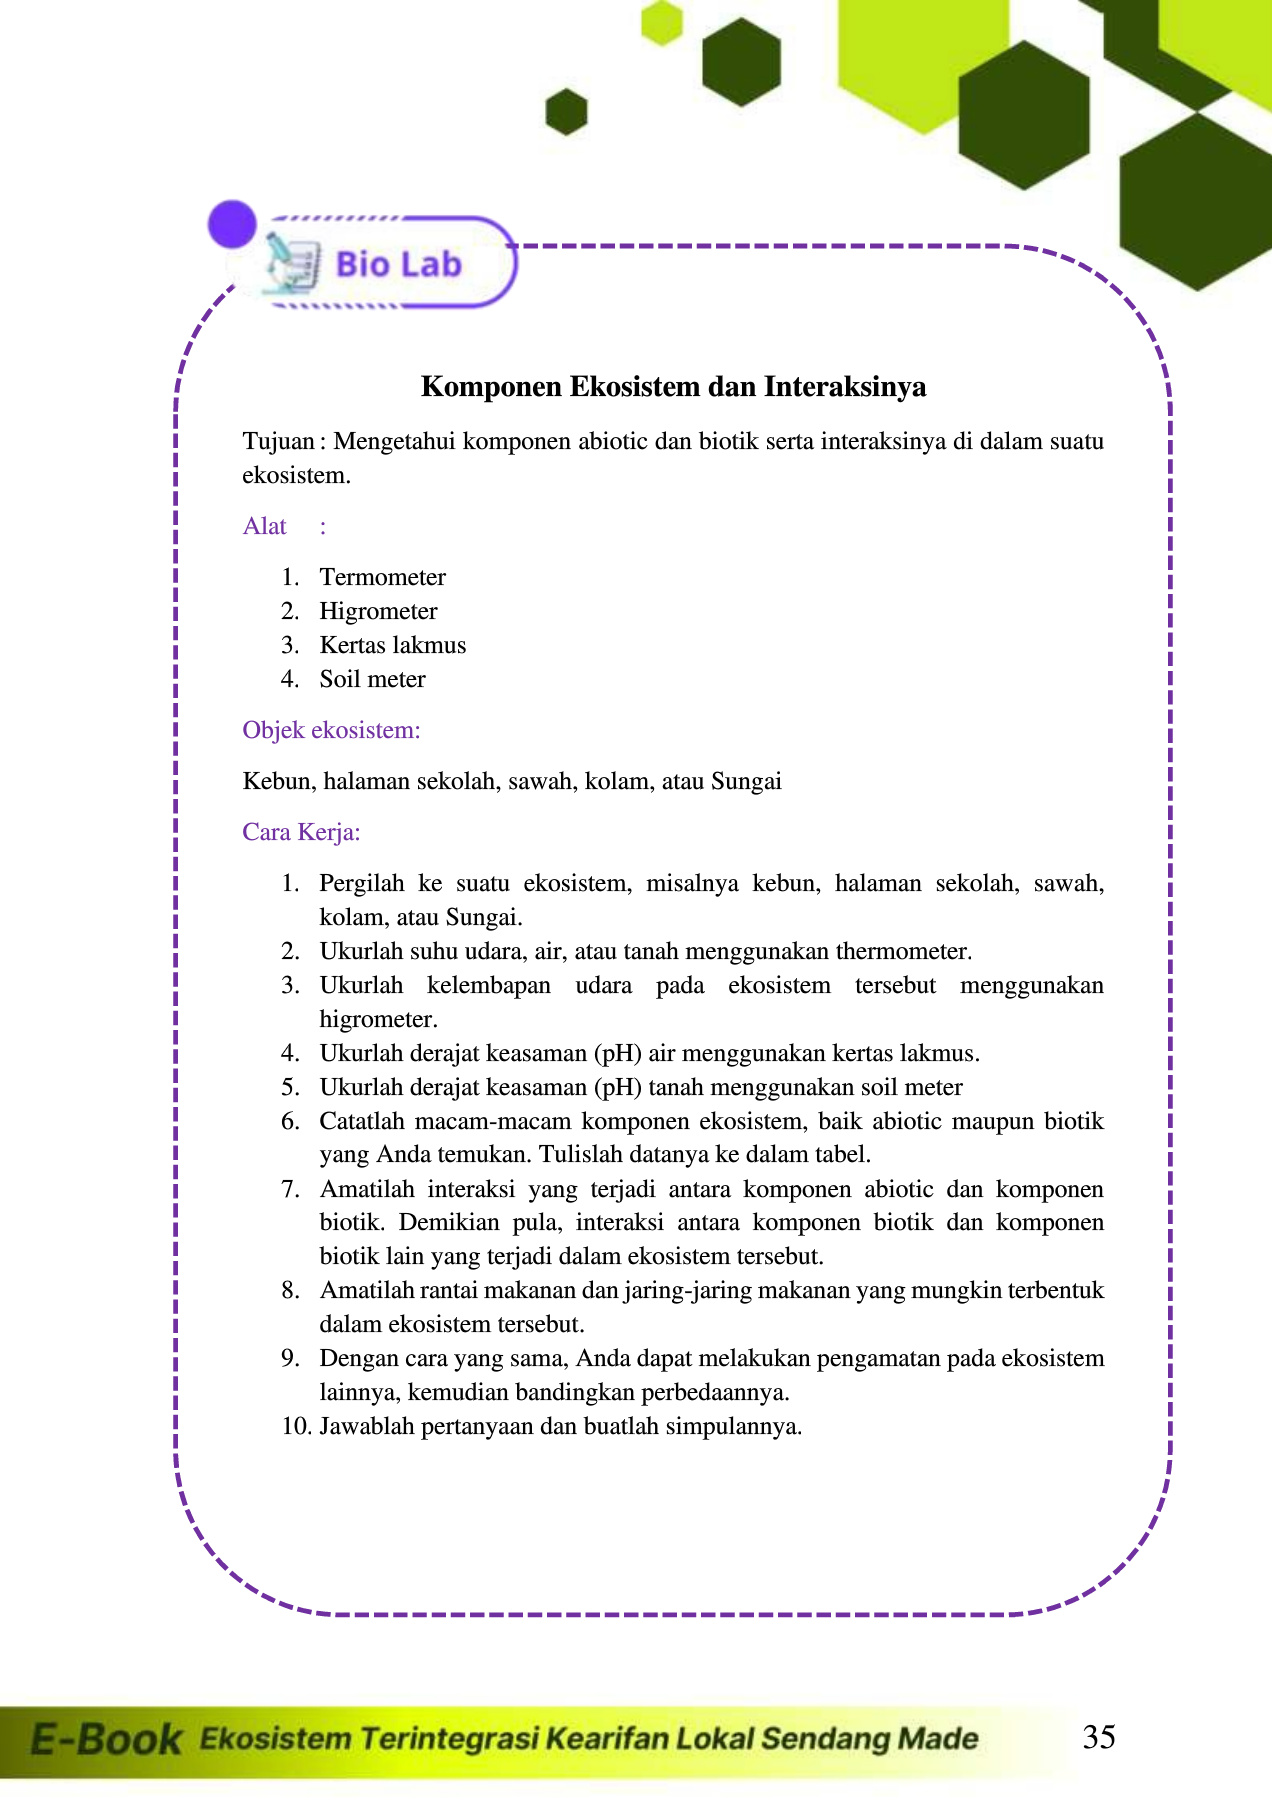 Bio Lab
Komponen Ekosistem dan Interaksinya
Tujuan : Mengetahui komponen abiotic dan biotik serta interaksinya di dalam suatu
ekosistem.
Alat :
1. Termometer
2. Higrometer
3. Kertas lakmus
4. Soil meter
Objek ekosistem:
Kebun, halaman sekolah, sawah, kolam, atau Sungai
Cara Kerja:
1. Pergilah ke suatu ekosistem, misalnya kebun, halaman sekolah, sawah,
kolam, atau Sungai.
2. Ukurlah suhu udara, air, atau tanah menggunakan thermometer.
3. Ukurlah kelembapan udara pada ekosistem tersebut menggunakan
higrometer.
4. Ukurlah derajat keasaman (pH) air menggunakan kertas lakmus.
5. Ukurlah derajat keasaman (pH) tanah menggunakan soil meter
6. Catatlah macam-macam komponen ekosistem, baik abiotic maupun biotik
yang Anda temukan. Tulislah datanya ke dalam tabel.
7. Amatilah interaksi yang terjadi antara komponen abiotic dan komponen
biotik. Demikian pula, interaksi antara komponen biotik dan komponen
biotik lain yang terjadi dalam ekosistem tersebut.
8. Amatilah rantai makanan dan jaring-jaring makanan yang mungkin terbentuk
dalam ekosistem tersebut.
9. Dengan cara yang sama, Anda dapat melakukan pengamatan pada ekosistem
lainnya, kemudian bandingkan perbedaannya.
10. Jawablah pertanyaan dan buatlah simpulannya.
E-Book Ekosistem Terintegrasi Kearifan Lokal Sendang Made 35